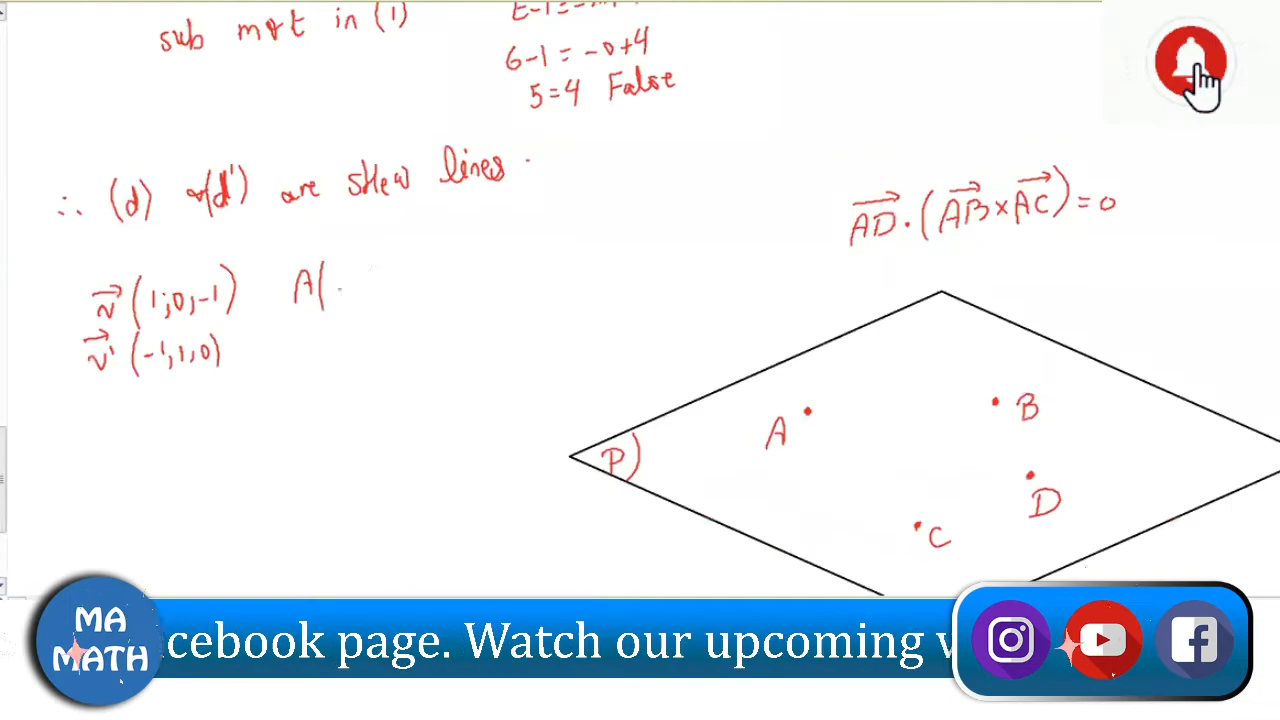 sub m & t in (1)
6-1 = -0+4
5=4 False
∴ (d) & (d') are skew lines.
AD→ · (AB→ × AC→) = 0
v→ (1; 0, -1) A(
v'→ (-1, 1, 0)
A
B
P)
D
C
MA
MATH
acebook page. Watch our upcoming v